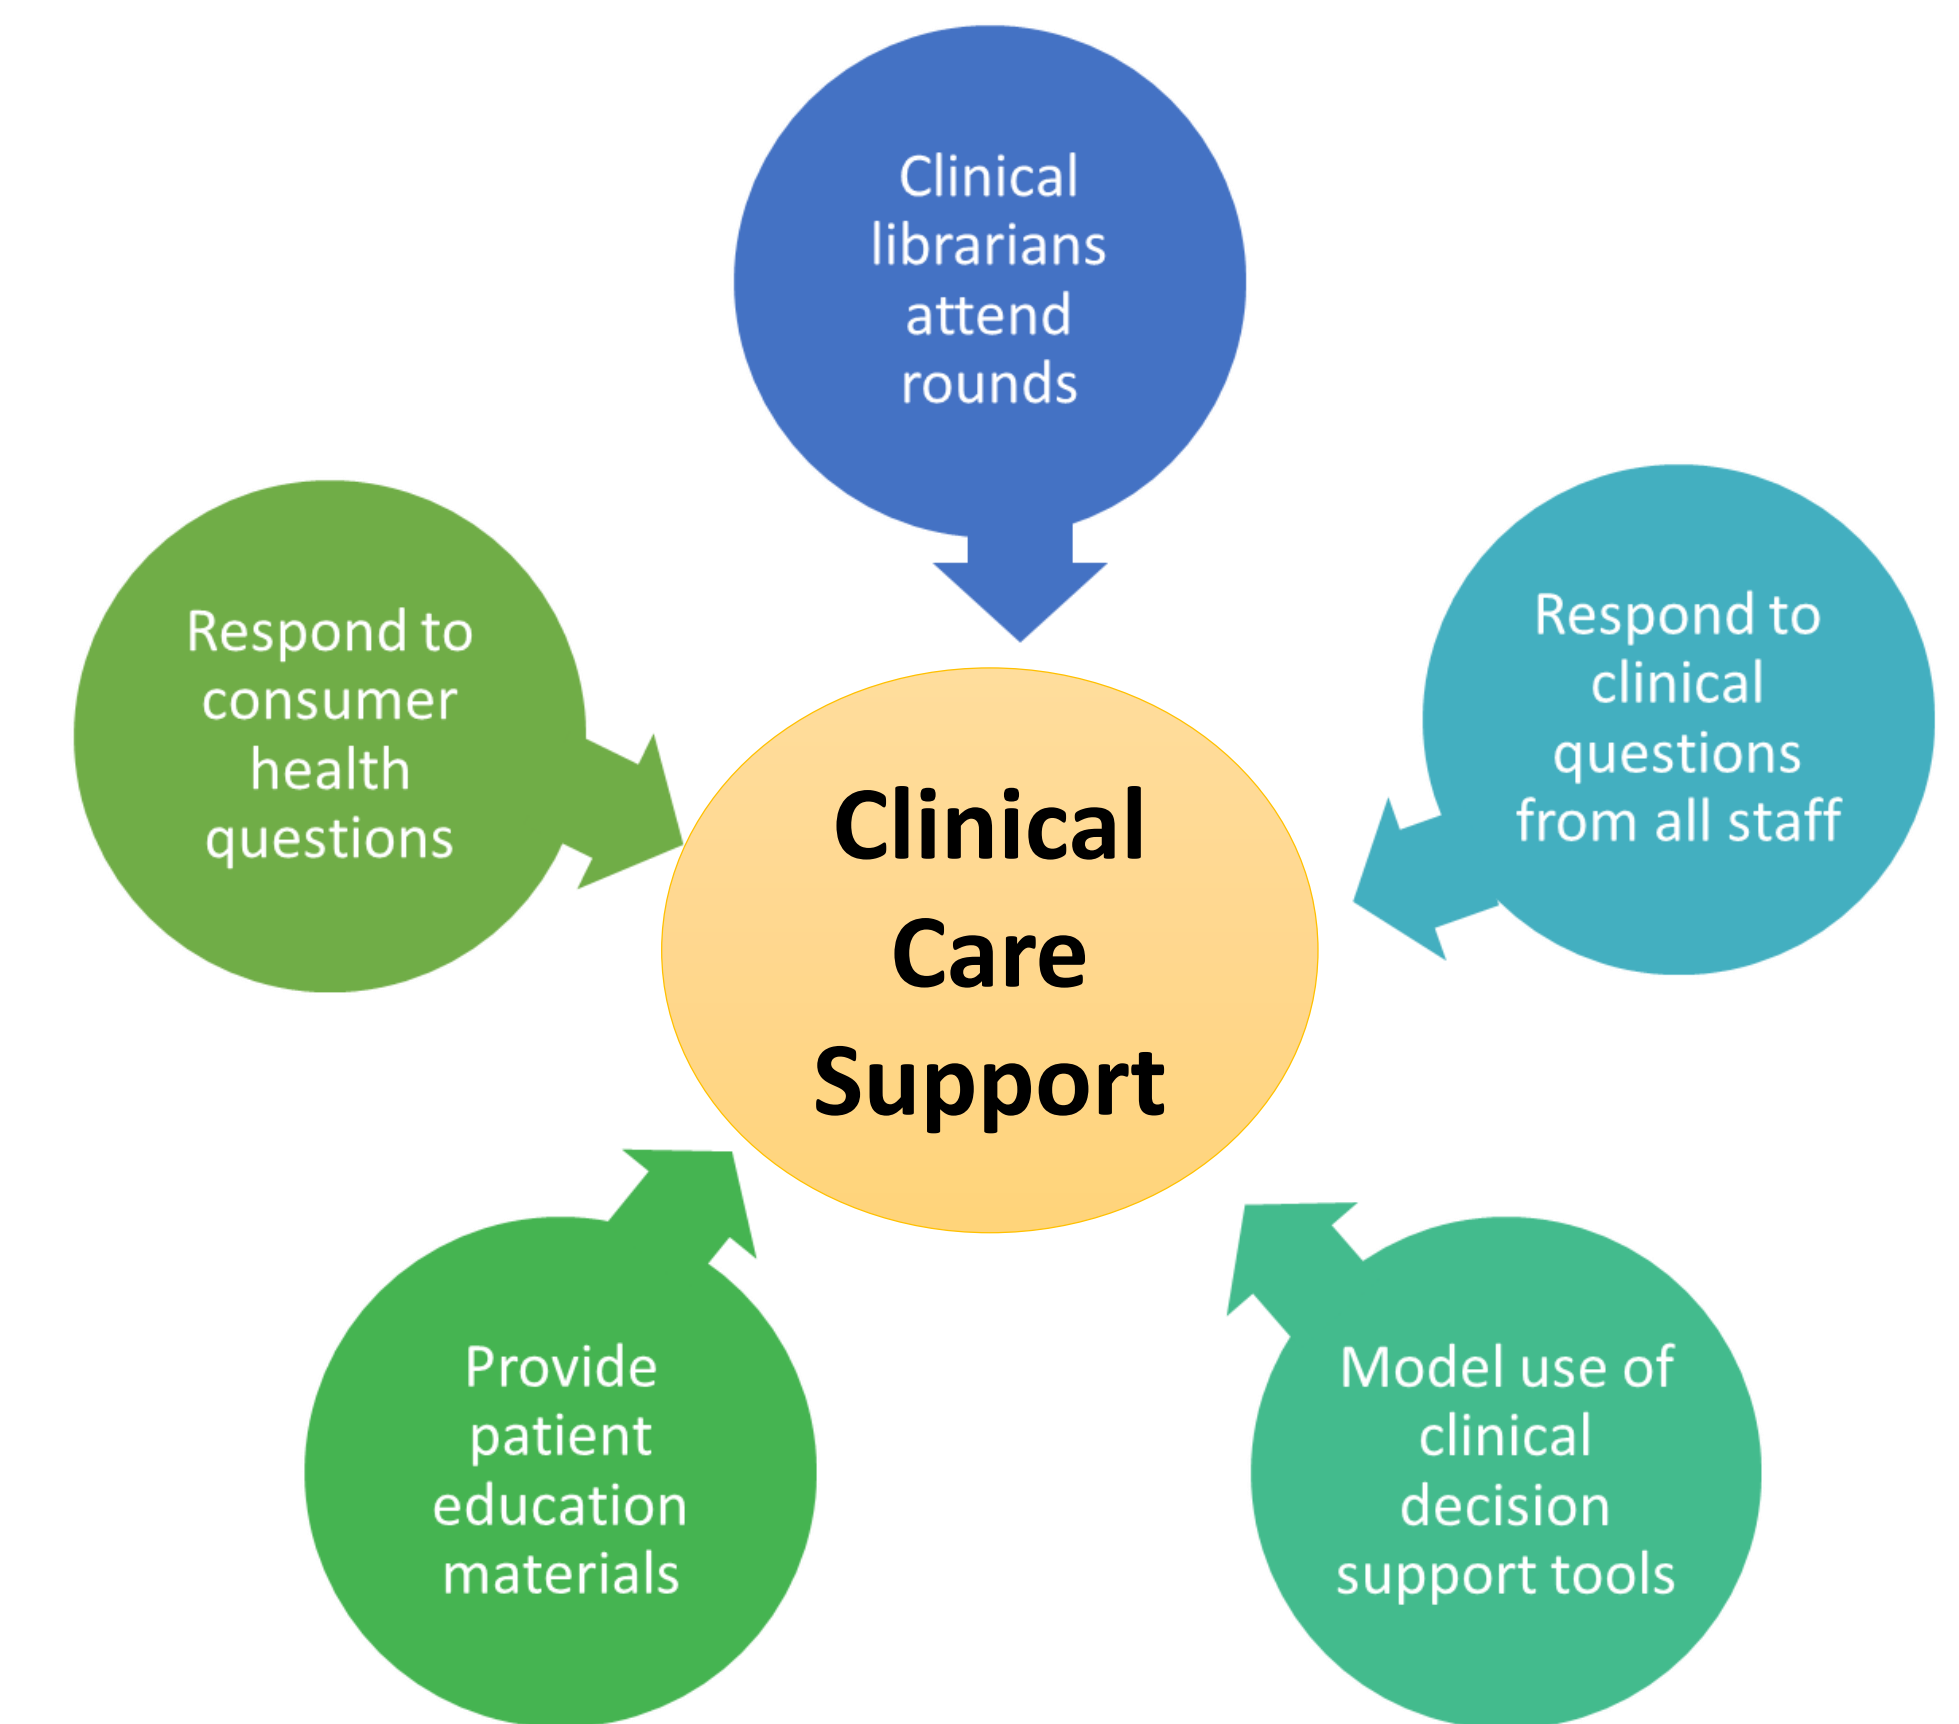 Clinical
librarians
attend
rounds
Respond to
clinical
questions
from all staff
Model use of
clinical
decision
support tools
Provide
patient
education
materials
Respond to
consumer
health
questions
Clinical
Care
Support